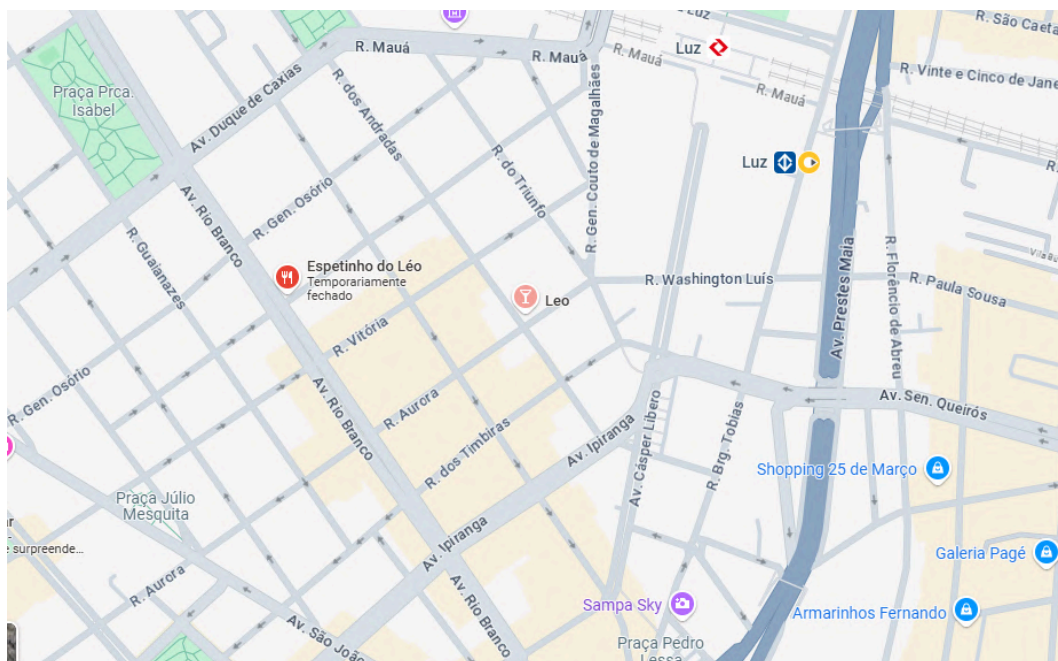 Luz
R. São Caeta
R. Mauá
R. Mauá
R. Mauá
Luz
R. Mauá
R. Vinte e Cinco de Jane
Praça Prca.
Isabel
Av. Duque de Caxias
R. dos Andradas
R. do Triunfo
R. Gen. Couto de Magalhães
Luz
R. Gen. Osório
Av. Rio Branco
R. Guaianazes
Av. Prestes Maia
R. Florêncio de Abreu
Espetinho do Léo
Temporariamente
fechado
Leo
R. Washington Luís
R. Paula Sousa
R. Vitória
R. Gen. Osório
Av. Rio Branco
R. Aurora
Av. Sen. Queirós
R. dos Timbiras
Av. Ipiranga
Av. Cásper Líbero
R. Brg. Tobias
Shopping 25 de Março
Praça Júlio
Mesquita
e surpreende...
Av. Ipiranga
Galeria Pagé
R. Aurora
Av. Rio Branco
Sampa Sky
Armarinhos Fernando
Av. São João
Praça Pedro
Lessa